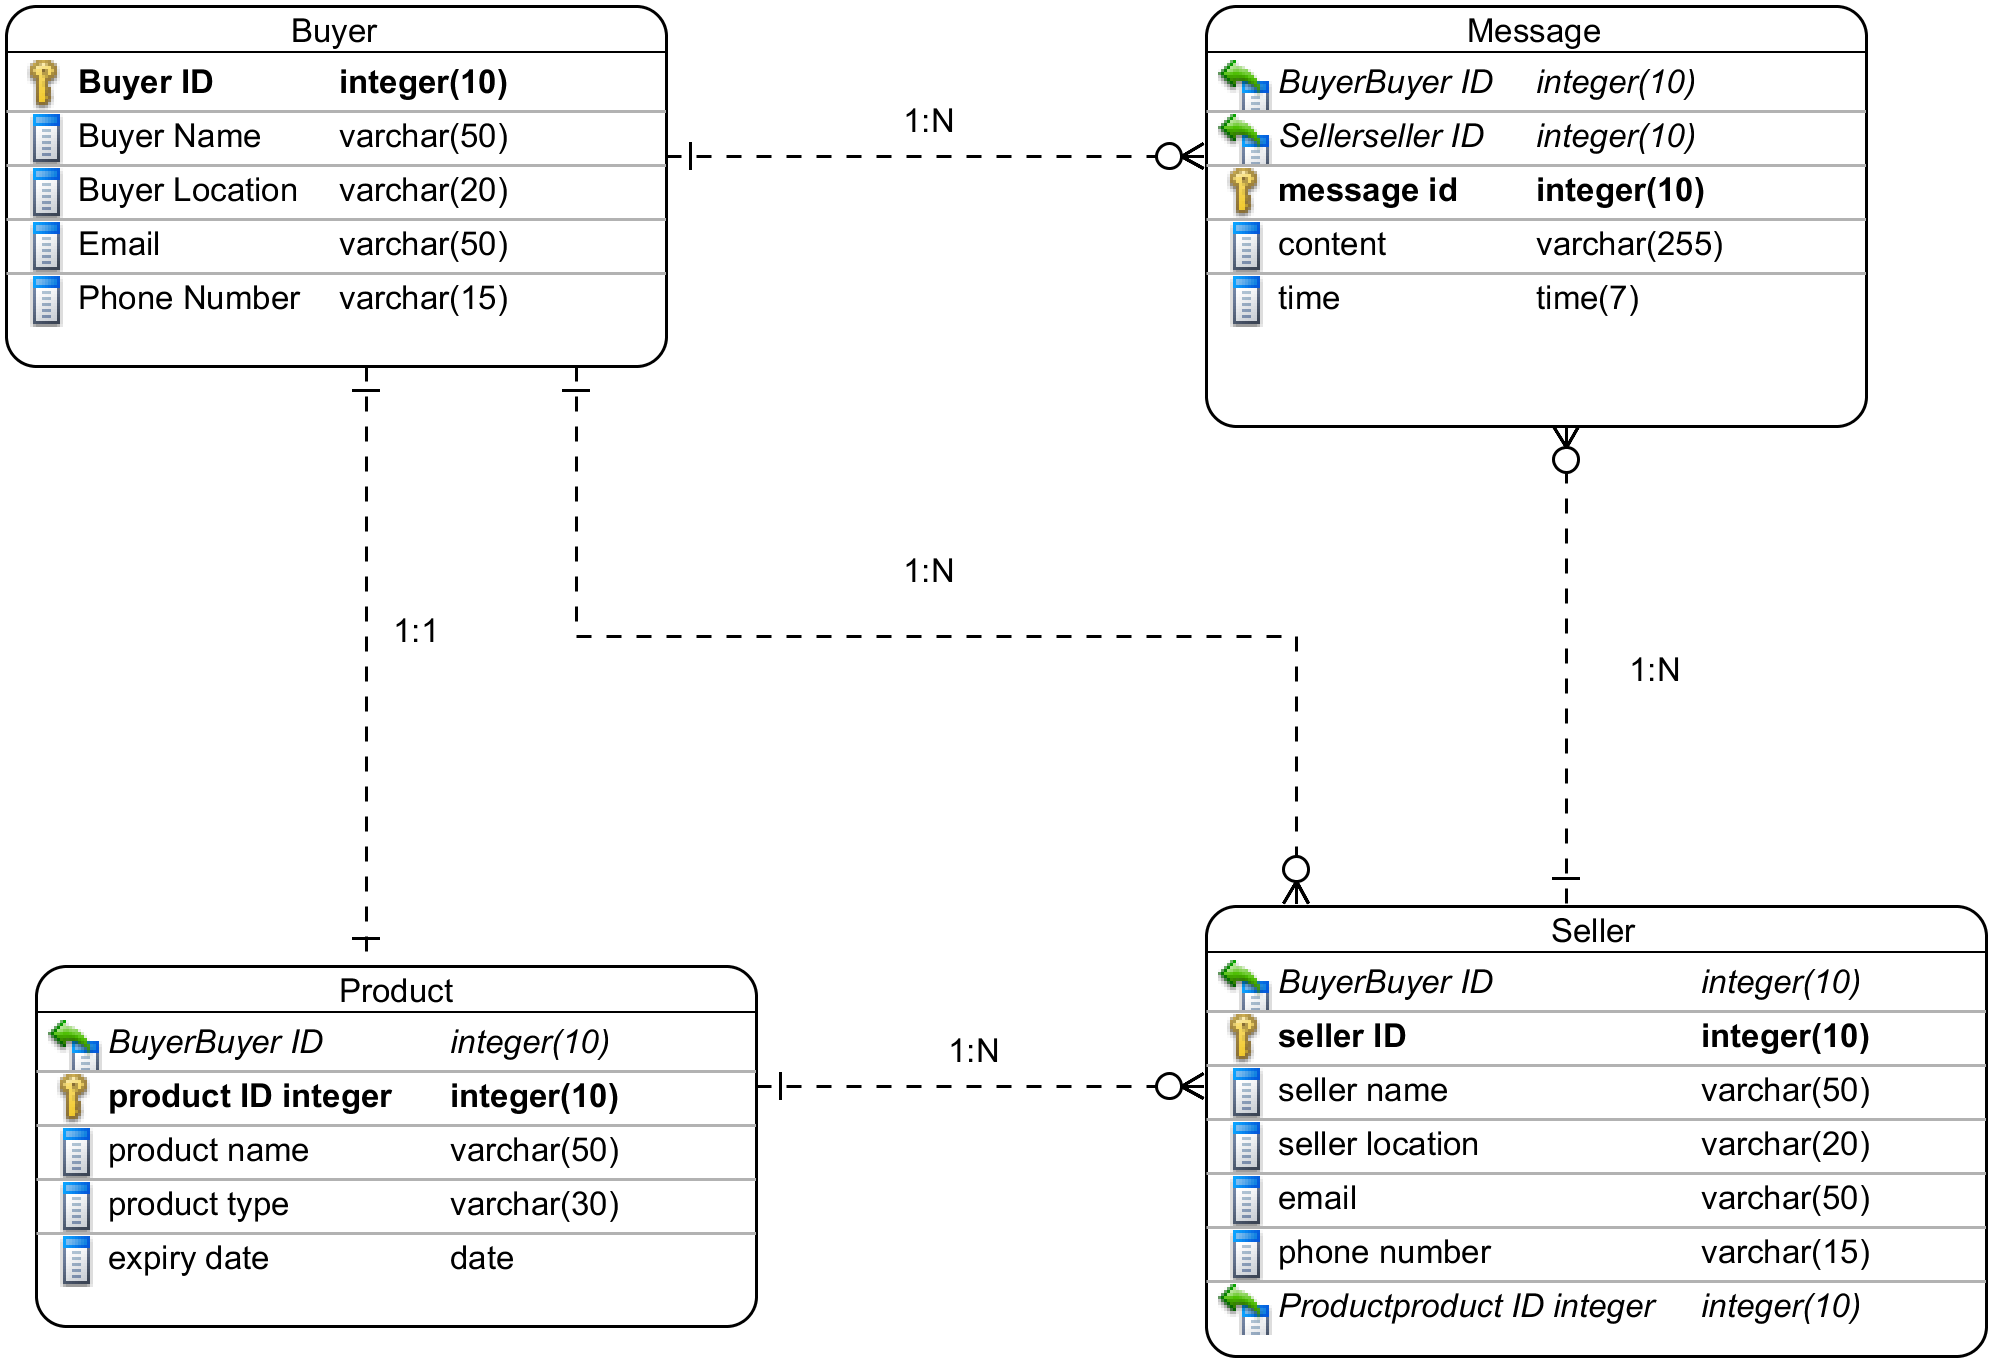 Buyer
Buyer ID integer(10)
Buyer Name varchar(50)
Buyer Location varchar(20)
Email varchar(50)
Phone Number varchar(15)
1:N
Message
BuyerBuyer ID integer(10)
Sellerseller ID integer(10)
message id integer(10)
content varchar(255)
time time(7)
1:N
1:1
1:N
Product
BuyerBuyer ID integer(10)
product ID integer integer(10)
product name varchar(50)
product type varchar(30)
expiry date date
1:N
Seller
BuyerBuyer ID integer(10)
seller ID integer(10)
seller name varchar(50)
seller location varchar(20)
email varchar(50)
phone number varchar(15)
Productproduct ID integer integer(10)